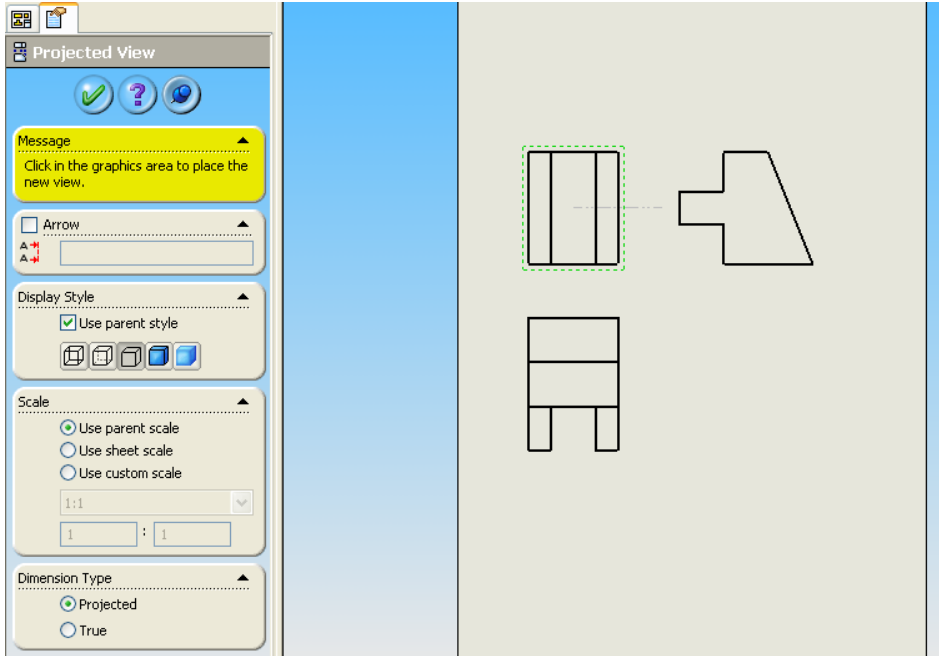 Projected View
?
Message
Click in the graphics area to place the
new view.
Arrow
A
A
Display Style
Use parent style
Scale
Use parent scale
Use sheet scale
Use custom scale
1:1
1 : 1
Dimension Type
Projected
True